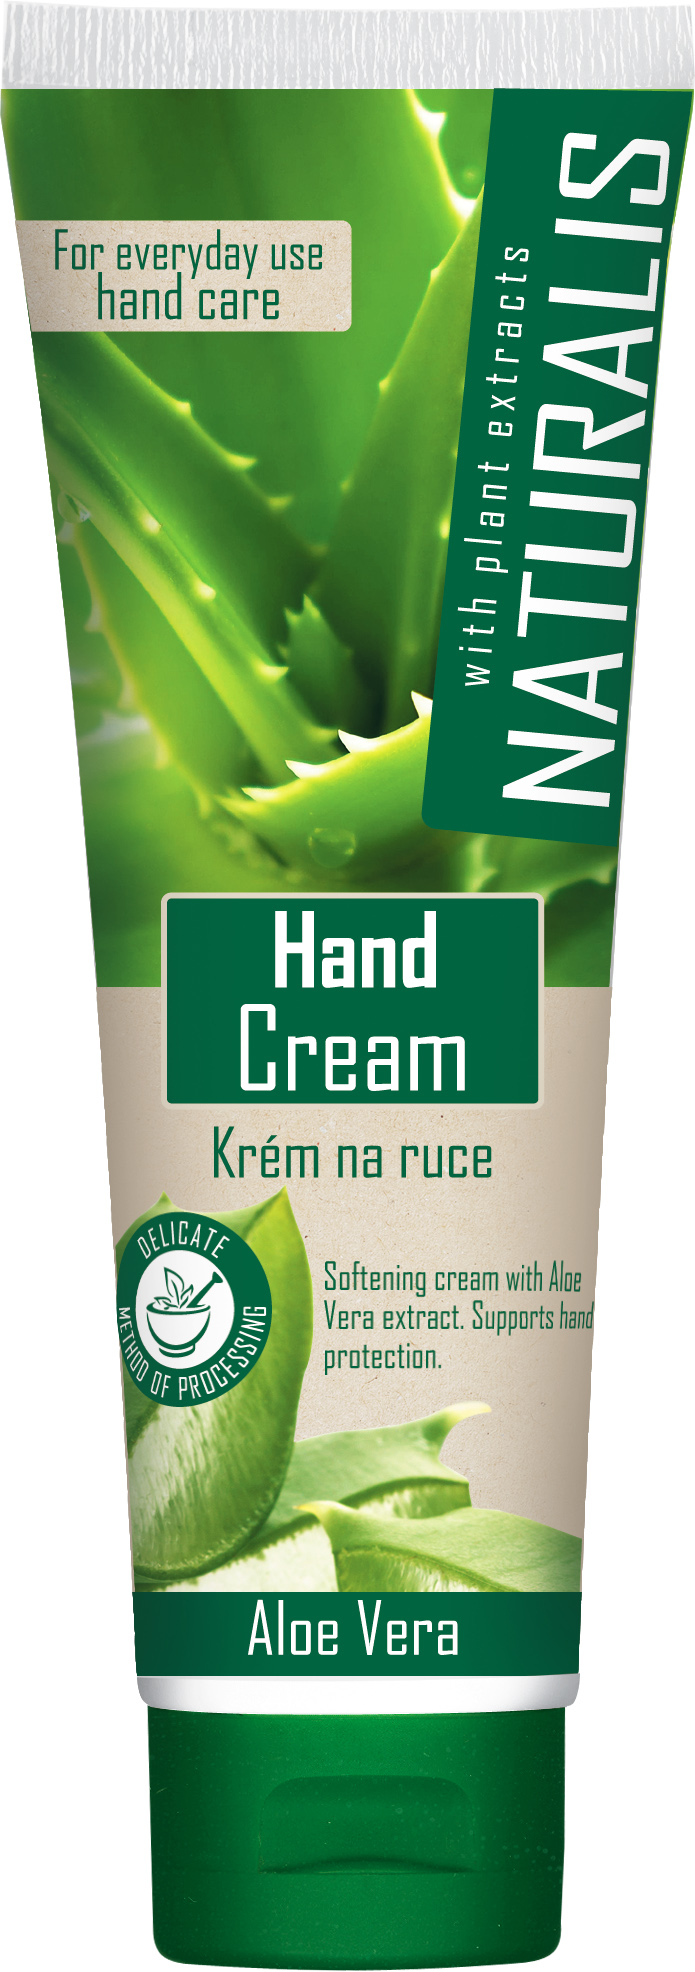 For everyday use
hand care
with plant extracts
NATURALIS
Hand
Cream
Krém na ruce
DELICATE
METHOD OF PROCESSING
Softening cream with Aloe
Vera extract. Supports hand
protection.
Aloe Vera